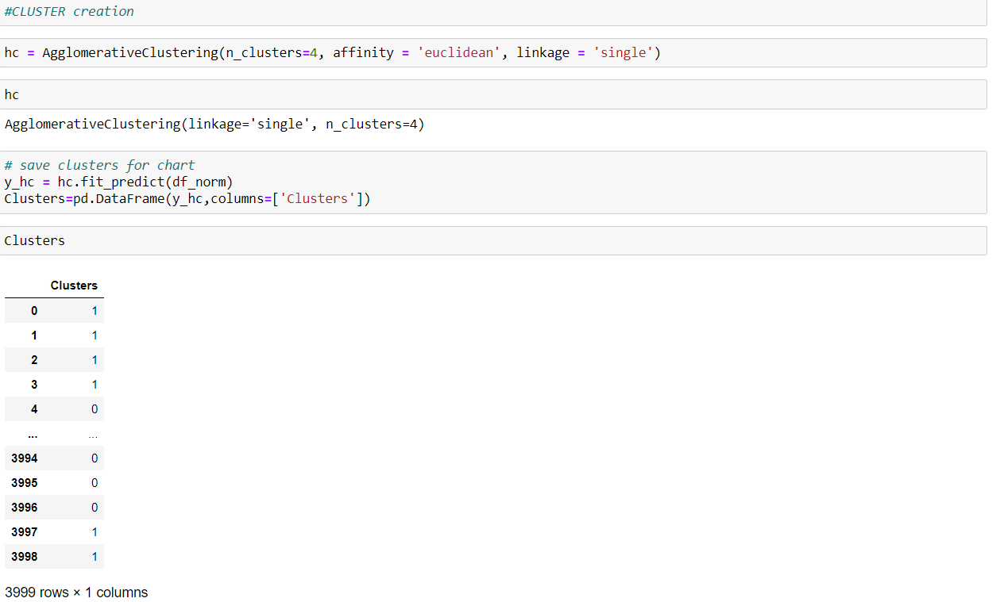 #CLUSTER creation
hc = AgglomerativeClustering(n_clusters=4, affinity = 'euclidean', linkage = 'single')
hc
AgglomerativeClustering(linkage='single', n_clusters=4)
# save clusters for chart
y_hc = hc.fit_predict(df_norm)
Clusters=pd.DataFrame(y_hc,columns=['Clusters'])
Clusters
Clusters
0 1
1 1
2 1
3 1
4 0
... ...
3994 0
3995 0
3996 0
3997 1
3998 1
3999 rows × 1 columns